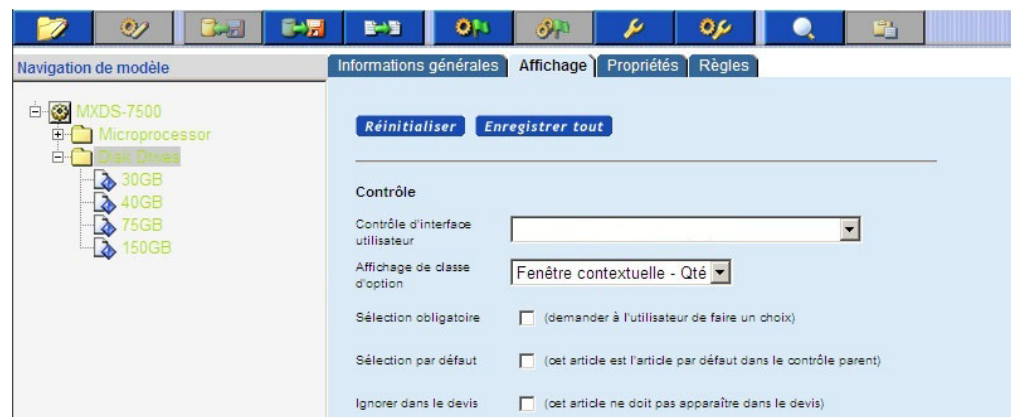 Navigation de modèle
MXDS-7500
Microprocessor
Disk Drives
30GB
40GB
75GB
150GB
Informations générales Affichage Propriétés Règles
Réinitialiser Enregistrer tout
Contrôle
Contrôle d'interface
utilisateur
Affichage de classe
d'option
Fenêtre contextuelle - Qté
Sélection obligatoire (demander à l'utilisateur de faire un choix)
Sélection par défaut (cet article est l'article par défaut dans le contrôle parent)
Ignorer dans le devis (cet article ne doit pas apparaître dans le devis)